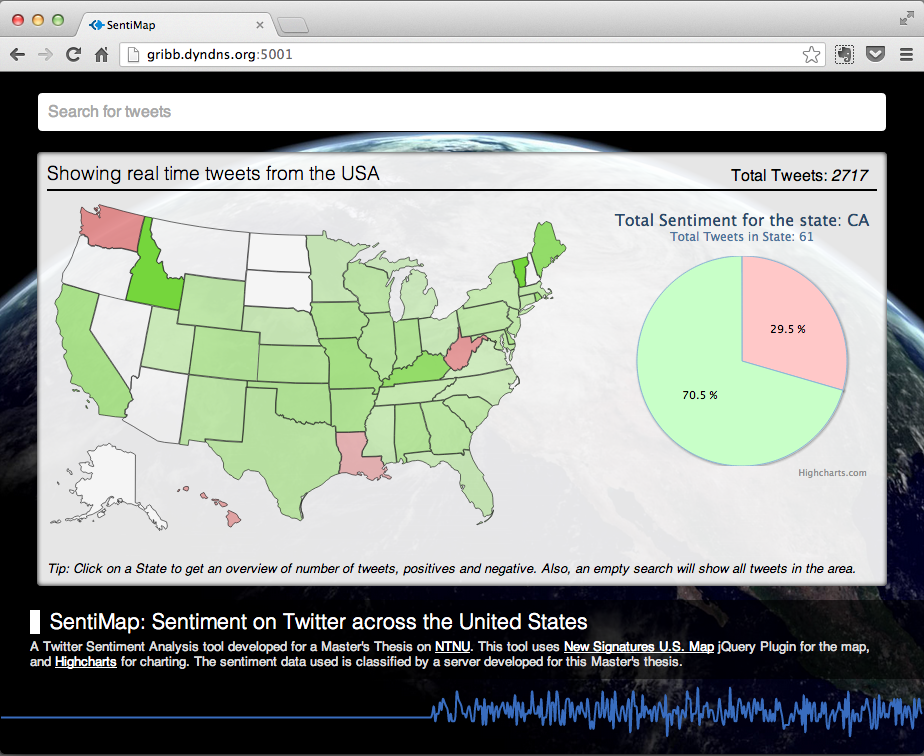 SentiMap
gribb.dyndns.org:5001
Search for tweets
Showing real time tweets from the USA
Total Tweets: 2717
Total Sentiment for the state: CA
Total Tweets in State: 61
29.5 %
70.5 %
Highcharts.com
Tip: Click on a State to get an overview of number of tweets, positives and negative. Also, an empty search will show all tweets in the area.
SentiMap: Sentiment on Twitter across the United States
A Twitter Sentiment Analysis tool developed for a Master's Thesis on NTNU. This tool uses New Signatures U.S. Map jQuery Plugin for the map,
and Highcharts for charting. The sentiment data used is classified by a server developed for this Master's thesis.